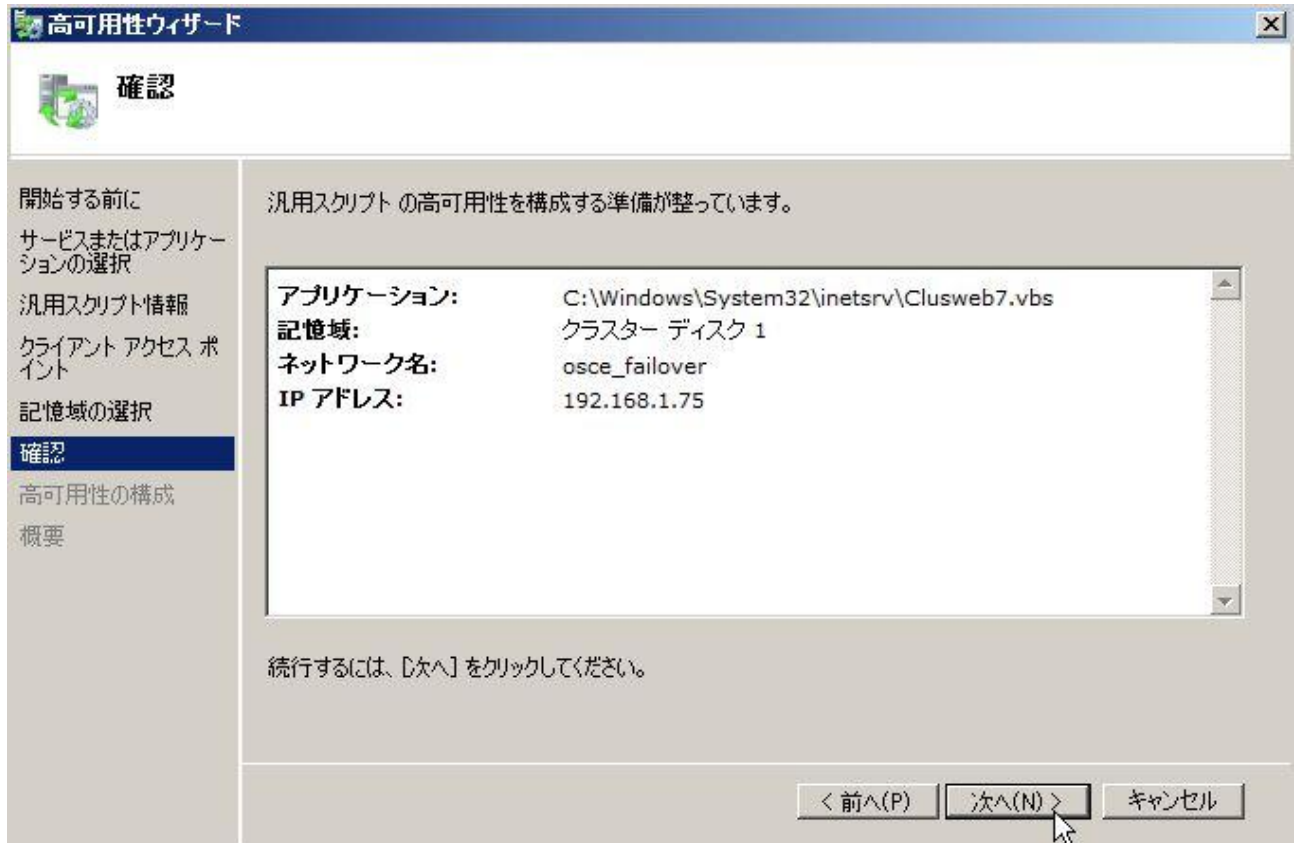 高可用性ウィザード
確認
開始する前に
サービスまたはアプリケー
ションの選択
汎用スクリプト情報
クライアント アクセス ポ
イント
記憶域の選択
確認
高可用性の構成
概要
汎用スクリプト の高可用性を構成する準備が整っています。
アプリケーション: C:\Windows\System32\inetsrv\Clusweb7.vbs
記憶域: クラスター ディスク 1
ネットワーク名: osce_failover
IP アドレス: 192.168.1.75
続行するには、[次へ] をクリックしてください。
< 前へ(P) 次へ(N) > キャンセル